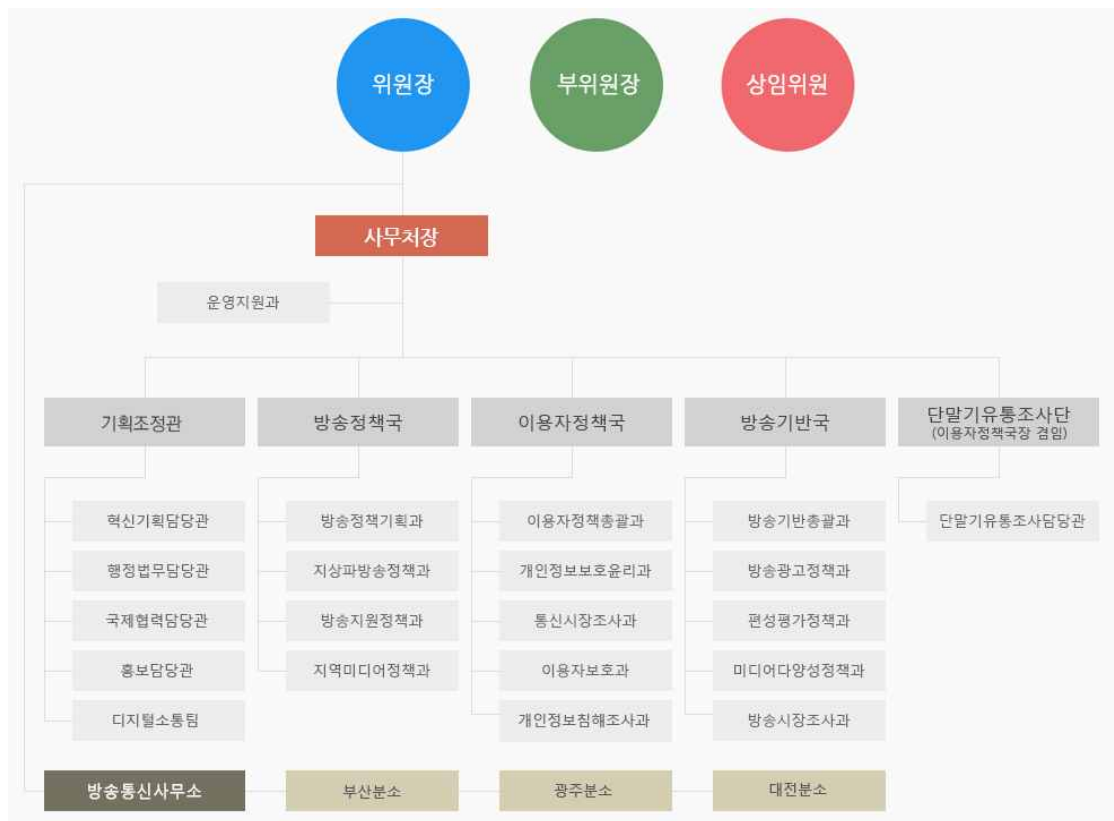 위원장
부위원장
상임위원
사무처장
운영지원과
기획조정관
방송정책국
이용자정책국
방송기반국
단말기유통조사단
(이용자정책국장 겸임)
혁신기획담당관
방송정책기획과
이용자정책총괄과
방송기반총괄과
단말기유통조사담당관
행정법무담당관
지상파방송정책과
개인정보보호윤리과
방송광고정책과
국제협력담당관
방송지원정책과
통신시장조사과
편성평가정책과
홍보담당관
지역미디어정책과
이용자보호과
미디어다양성정책과
디지털소통팀
개인정보침해조사과
방송시장조사과
방송통신사무소
부산분소
광주분소
대전분소